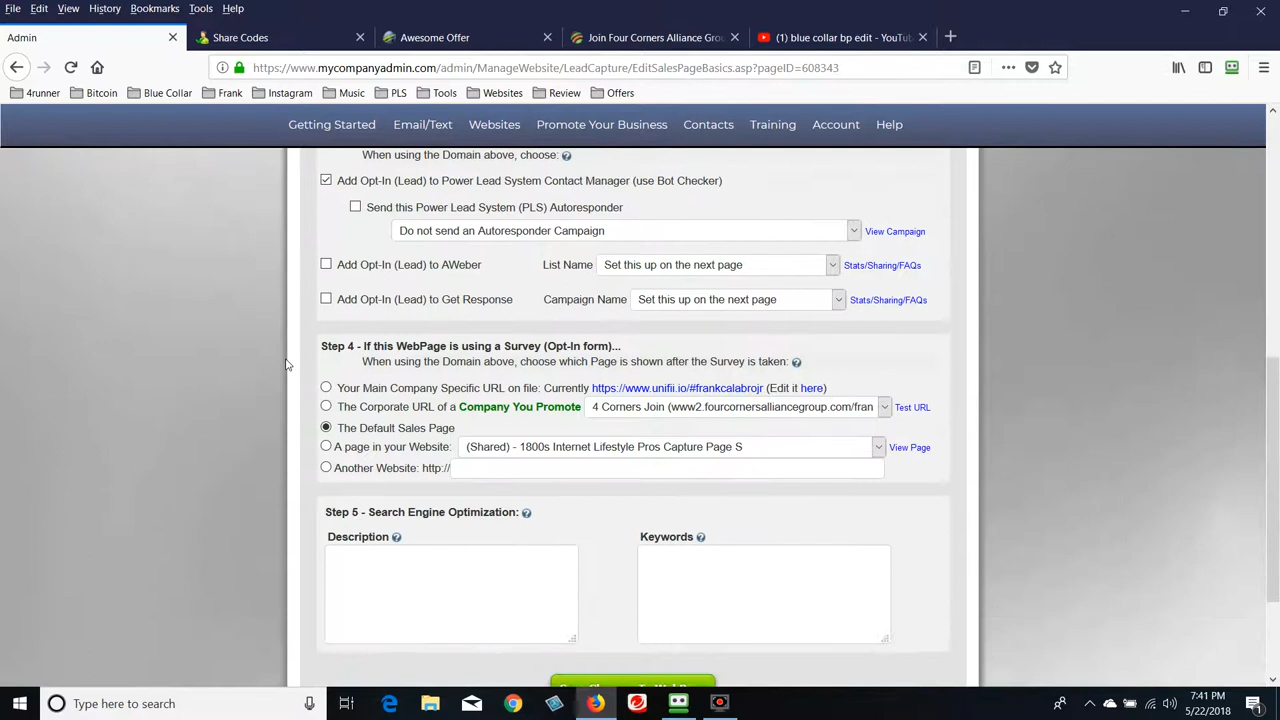 File Edit View History Bookmarks Tools Help
Admin Share Codes Awesome Offer Join Four Corners Alliance Grou (1) blue collar bp edit - YouTub
https://www.mycompanyadmin.com/admin/ManageWebsite/LeadCapture/EditSalesPageBasics.asp?pageID=608343
4runner Bitcoin Blue Collar Frank Instagram Music PLS Tools Websites Review Offers
Getting Started Email/Text Websites Promote Your Business Contacts Training Account Help
When using the Domain above, choose:
Add Opt-In (Lead) to Power Lead System Contact Manager (use Bot Checker)
Send this Power Lead System (PLS) Autoresponder
Do not send an Autoresponder Campaign View Campaign
Add Opt-In (Lead) to AWeber List Name Set this up on the next page Stats/Sharing/FAQs
Add Opt-In (Lead) to Get Response Campaign Name Set this up on the next page Stats/Sharing/FAQs
Step 4 - If this WebPage is using a Survey (Opt-In form)...
When using the Domain above, choose which Page is shown after the Survey is taken:
Your Main Company Specific URL on file: Currently https://www.unifii.io/#frankcalabrojr (Edit it here)
The Corporate URL of a Company You Promote 4 Corners Join (www2.fourcornersalliancegroup.com/fran Test URL
The Default Sales Page
A page in your Website: (Shared) - 1800s Internet Lifestyle Pros Capture Page S View Page
Another Website: http://
Step 5 - Search Engine Optimization:
Description Keywords
Type here to search
7:41 PM
5/22/2018